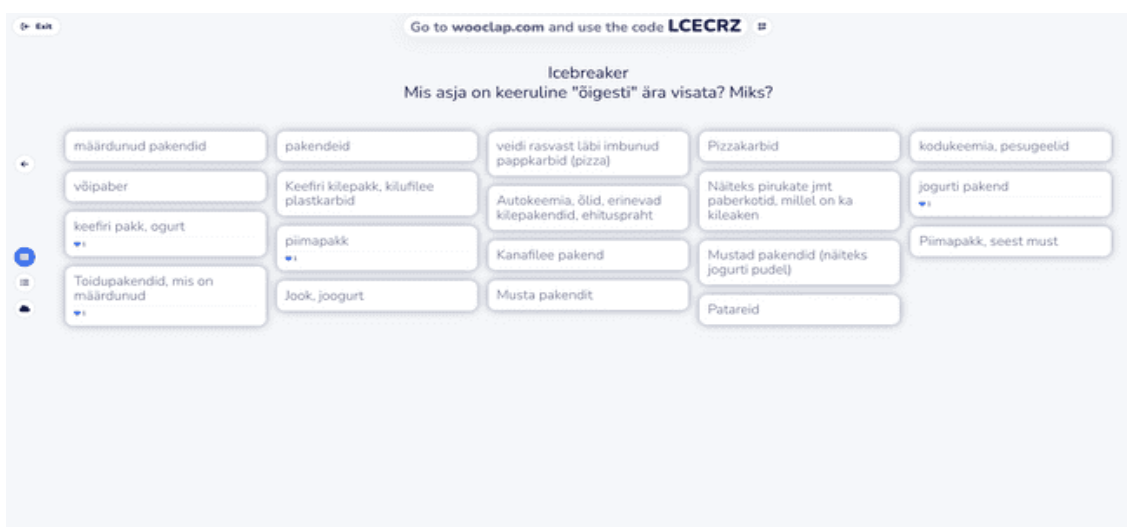 Exit
Go to wooclap.com and use the code LCECRZ
Icebreaker
Mis asja on keeruline "õigesti" ära visata? Miks?
määrdunud pakendid
võipaber
keefiri pakk, ogurt
Toidupakendid, mis on
määrdunud
pakendeid
Keefiri kilepakk, kilufilee
plastkarbid
piimapakk
Jook, joogurt
veidi rasvast läbi imbunud
pappkarbid (pizza)
Autokeemia, õlid, erinevad
kilepakendid, ehituspraht
Kanafilee pakend
Musta pakendit
Pizzakarbid
Näiteks pirukate jmt
paberkotid, millel on ka
kileaken
Mustad pakendid (näiteks
jogurti pudel)
Patareid
kodukeemia, pesugeelid
jogurti pakend
Piimapakk, seest must